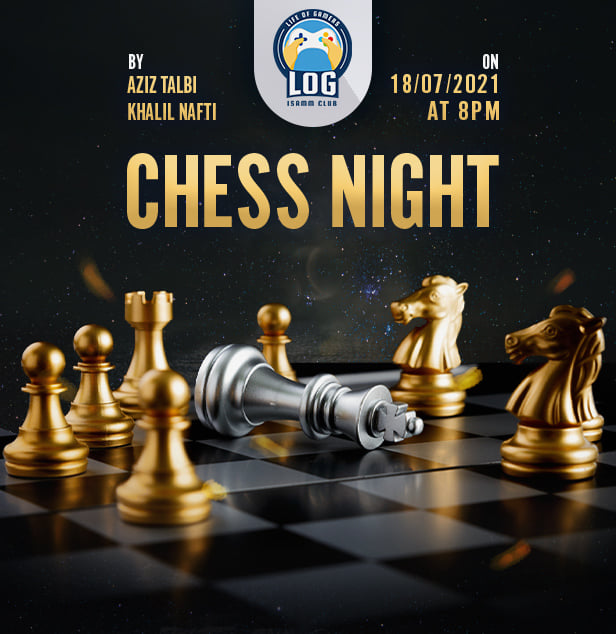 LIFE OF GAMERS
LOG
ISAMM CLUB
BY
AZIZ TALBI
KHALIL NAFTI
ON
18/07/2021
AT 8PM
CHESS NIGHT